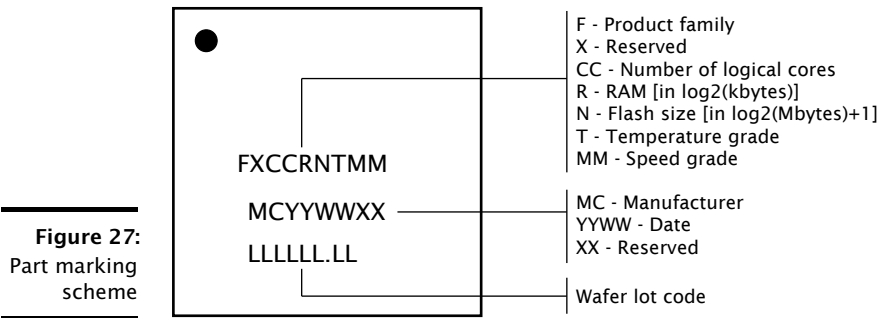 F - Product family
X - Reserved
CC - Number of logical cores
R - RAM [in log2(kbytes)]
N - Flash size [in log2(Mbytes)+1]
T - Temperature grade
MM - Speed grade
FXCCRNTMM
MCYYWWXX
LLLLLL.LL
MC - Manufacturer
YYWW - Date
XX - Reserved
Wafer lot code
Figure 27:
Part marking
scheme